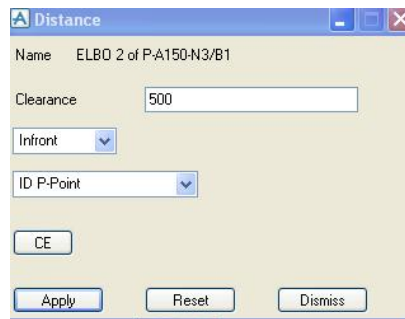 Distance
Name ELBO 2 of P-A150-N3/B1
Clearance 500
Infront
ID P-Point
CE
Apply Reset Dismiss